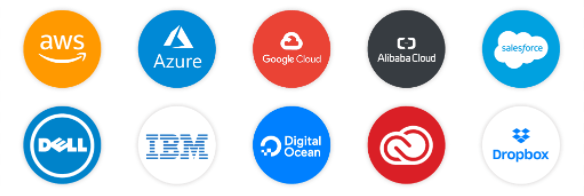 aws
Azure
Google Cloud
Alibaba Cloud
salesforce
DELL
IBM
Digital
Ocean
Dropbox